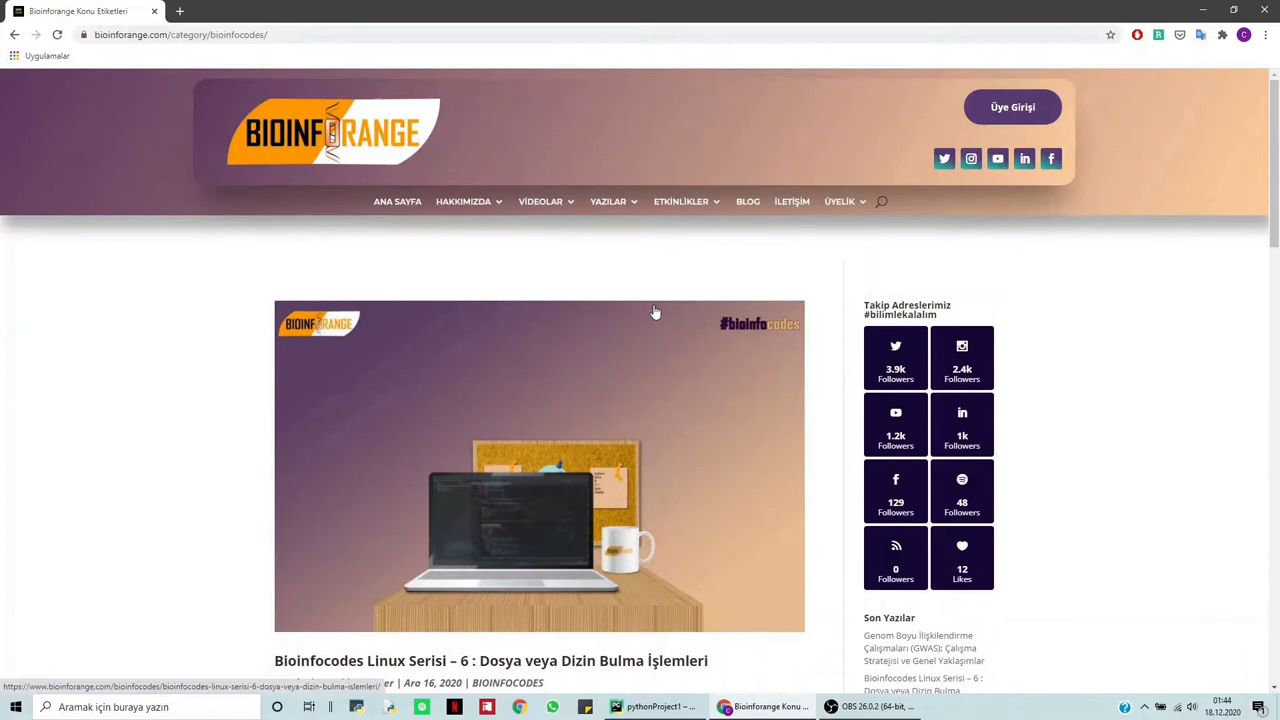 Bioinforange Konu Etiketleri
bioinforange.com/category/bioinfocodes/
Uygulamalar
BIOINFORANGE
Üye Girişi
ANA SAYFA HAKKIMIZDA VİDEOLAR YAZILAR ETKİNLİKLER BLOG İLETİŞİM ÜYELİK
BIOINFORANGE
#bioinfocodes
Bioinfocodes Linux Serisi – 6 : Dosya veya Dizin Bulma İşlemleri
r | Ara 16, 2020 | BIOINFOCODES
Takip Adreslerimiz
#bilimlekalalım
3.9k 2.4k
Followers Followers
1.2k 1k
Followers Followers
129 48
Followers Followers
0 12
Followers Likes
Son Yazılar
Genom Boyu İlişkilendirme
Çalışmaları (GWAS): Çalışma
Stratejisi ve Genel Yaklaşımlar
Bioinfocodes Linux Serisi – 6 :
Dosya veya Dizin Bulma
https://www.bioinforange.com/bioinfocodes/bioinfocodes-linux-serisi-6-dosya-veya-dizin-bulma-islemleri/
Aramak için buraya yazın
pythonProject1 – ...
Bioinforange Konu ...
OBS 26.0.2 (64-bit, ...
01:44
18.12.2020